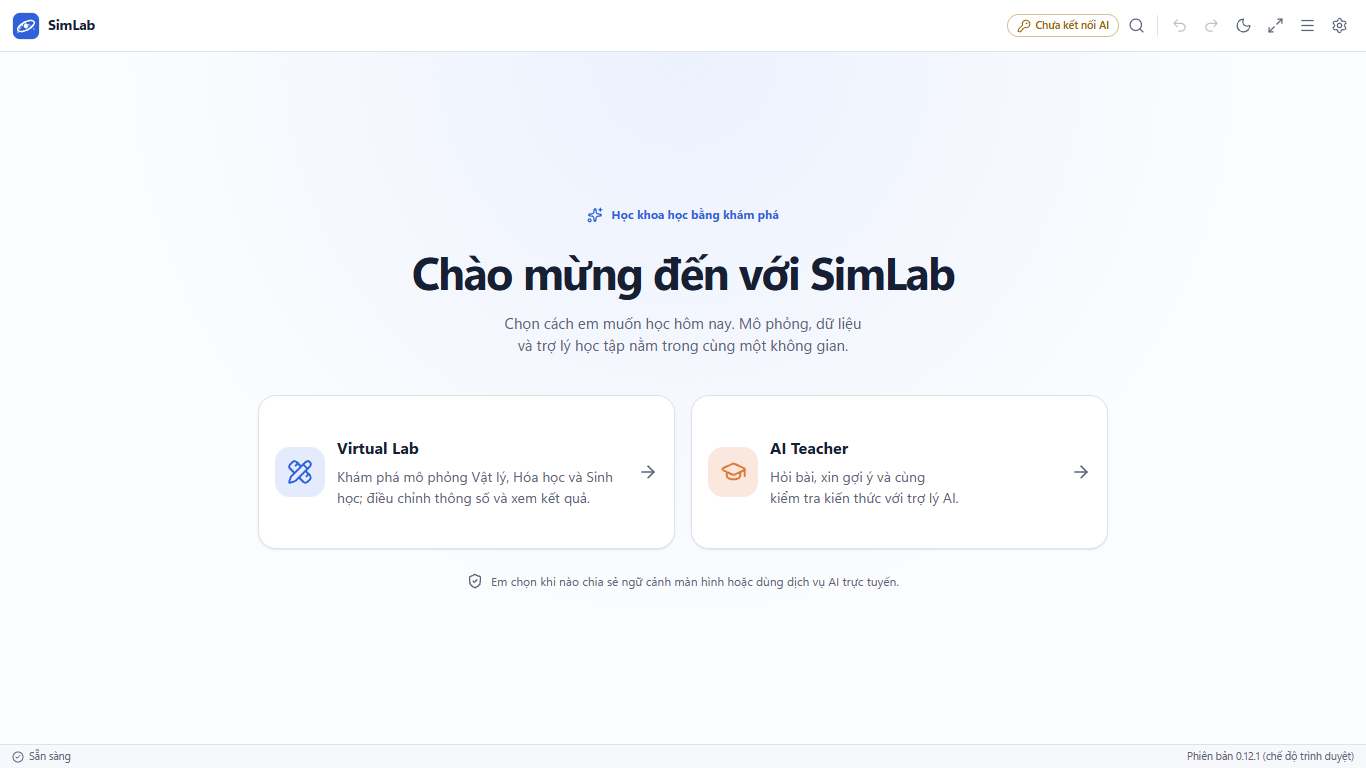 SimLab
Chưa kết nối AI
Học khoa học bằng khám phá
Chào mừng đến với SimLab
Chọn cách em muốn học hôm nay. Mô phỏng, dữ liệu
và trợ lý học tập nằm trong cùng một không gian.
Virtual Lab
Khám phá mô phỏng Vật lý, Hóa học và Sinh
học; điều chỉnh thông số và xem kết quả.
AI Teacher
Hỏi bài, xin gợi ý và cùng
kiểm tra kiến thức với trợ lý AI.
Em chọn khi nào chia sẻ ngữ cảnh màn hình hoặc dùng dịch vụ AI trực tuyến.
Sẵn sàng
Phiên bản 0.12.1 (chế độ trình duyệt)